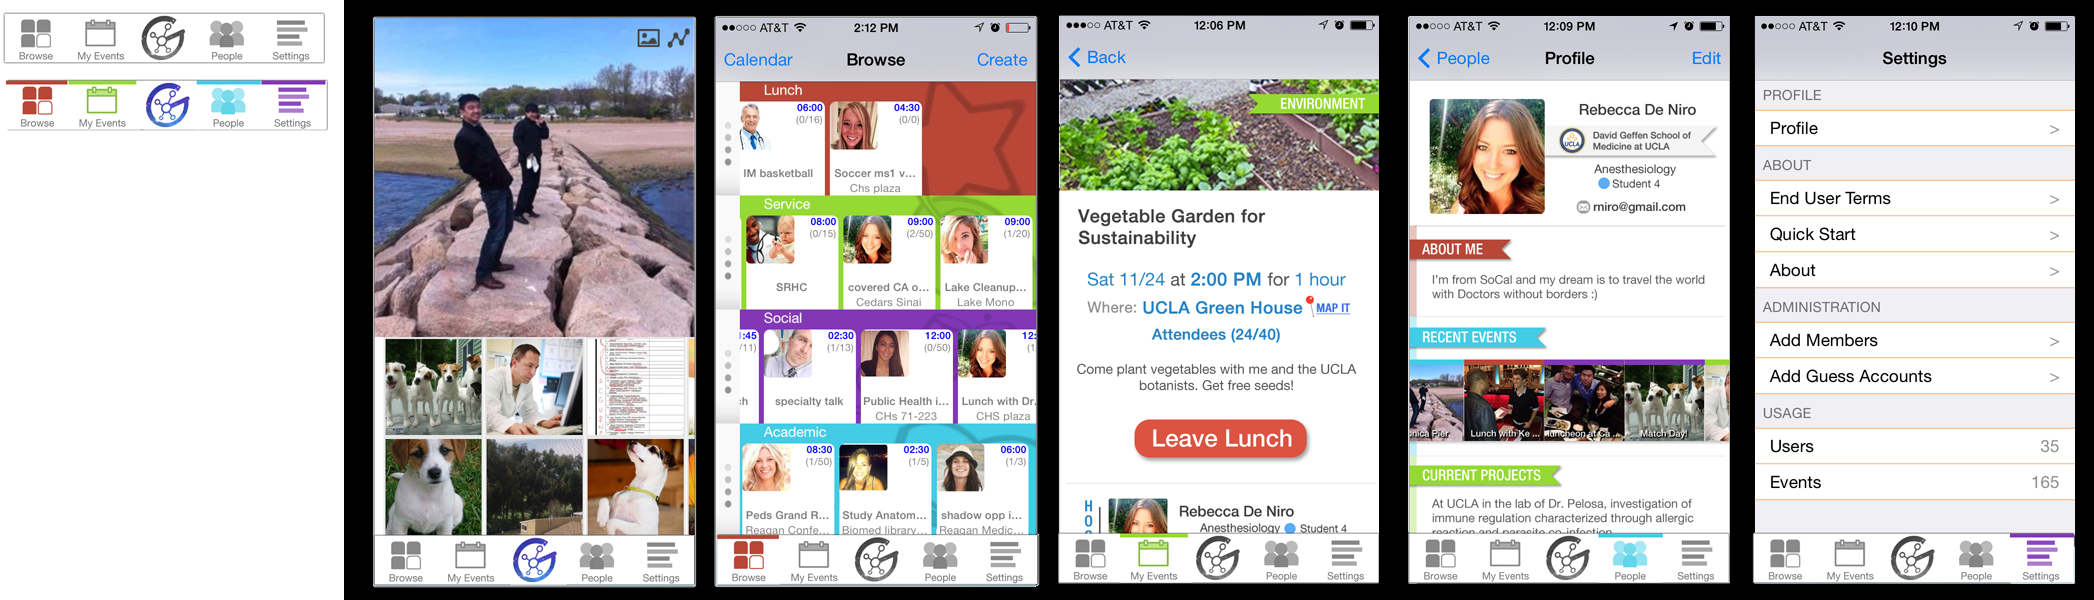 Browse My Events People Settings
Browse My Events People Settings
Browse My Events People Settings
AT&T 2:12 PM
Calendar Browse Create
Lunch
06:00 04:30
(0/16) (0/0)
IM basketball Soccer ms1 v...
Chs plaza
Service
08:00 09:00 09:00
(0/15) (2/50) (1/20)
SRHC covered CA o... Lake Cleanup...
Cedars Sinai Lake Mono
Social
1:45 02:30 12:00 12:
/11) (1/13) (0/50) (1
ch specialty talk Public Health i... Lunch with Dr.
CHs 71-223 CHS plaza
Academic
08:30 02:30 06:00
(1/50) (1/5) (1/3)
Peds Grand R... Study Anatom... shadow opp i...
Reagan Confe... Biomed library... Reagan Medic...
Browse My Events People Settings
AT&T 12:06 PM
Back
ENVIRONMENT
Vegetable Garden for
Sustainability
Sat 11/24 at 2:00 PM for 1 hour
Where: UCLA Green House MAP IT
Attendees (24/40)
Come plant vegetables with me and the UCLA
botanists. Get free seeds!
Leave Lunch
HO
Rebecca De Niro
Anesthesiology Student 4
Browse My Events People Settings
AT&T 12:09 PM
People Profile Edit
Rebecca De Niro
UCLA
David Geffen School of
Medicine at UCLA
Anesthesiology
Student 4
rniro@gmail.com
ABOUT ME
I'm from SoCal and my dream is to travel the world
with Doctors without borders :)
RECENT EVENTS
nica Pier Lunch with Ke ... luncheon at Ca ... Match Day!
CURRENT PROJECTS
At UCLA in the lab of Dr. Pelosa, investigation of
immune regulation characterized through allergic
reaction and parasite co-infection
Browse My Events People Settings
AT&T 12:10 PM
Settings
PROFILE
Profile >
ABOUT
End User Terms >
Quick Start >
About >
ADMINISTRATION
Add Members >
Add Guess Accounts >
USAGE
Users 35
Events 165
Browse My Events People Settings